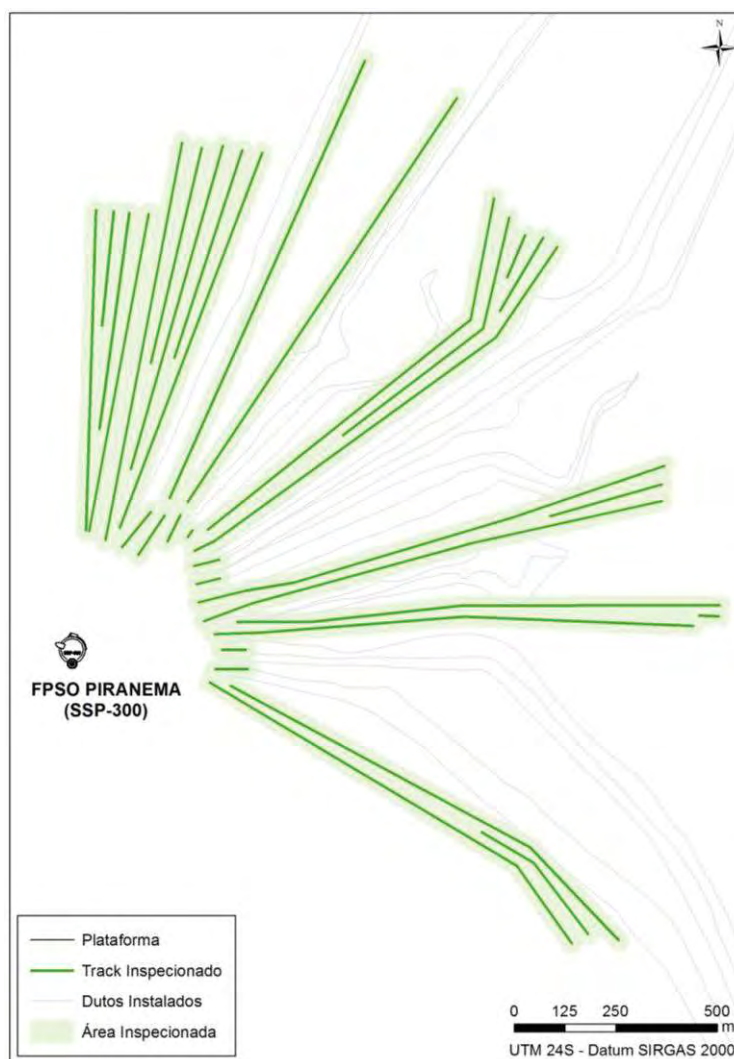 N
FPSO PIRANEMA
(SSP-300)
Plataforma
Track Inspecionado
Dutos Instalados
Área Inspecionada
0 125 250 500
m
UTM 24S - Datum SIRGAS 2000